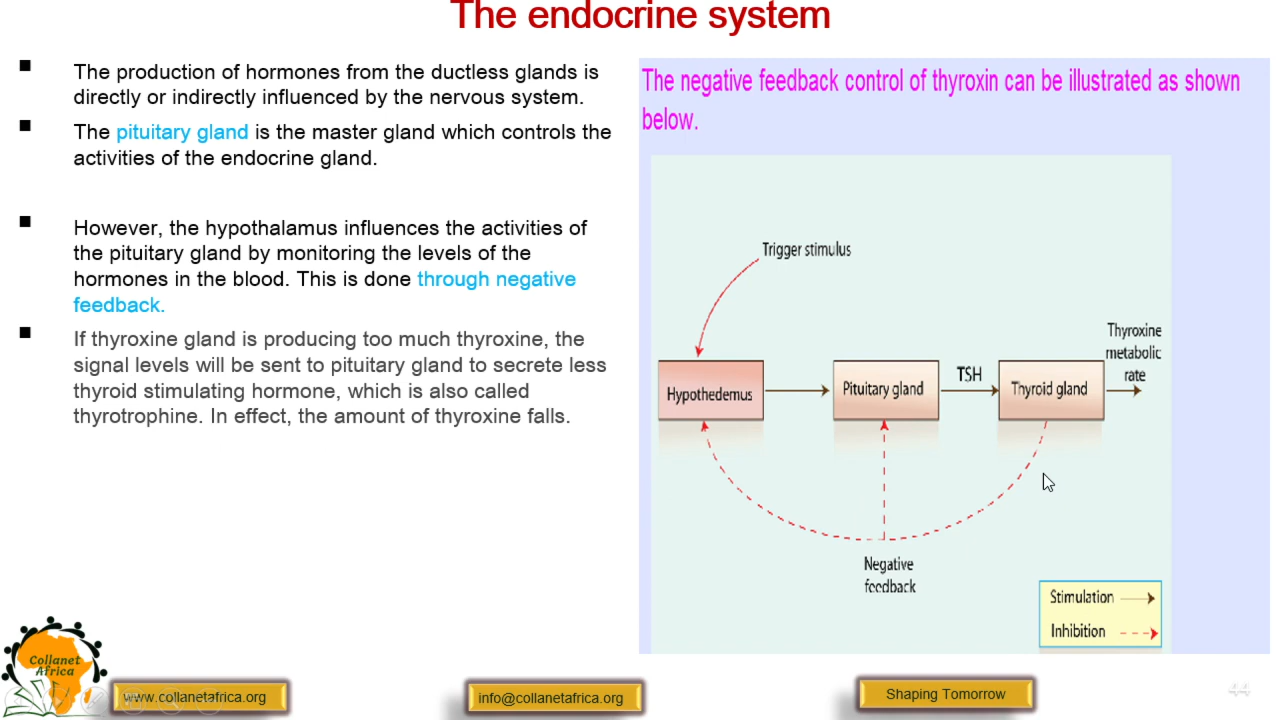 The endocrine system
The production of hormones from the ductless glands is
directly or indirectly influenced by the nervous system.
The pituitary gland is the master gland which controls the
activities of the endocrine gland.
However, the hypothalamus influences the activities of
the pituitary gland by monitoring the levels of the
hormones in the blood. This is done through negative
feedback.
If thyroxine gland is producing too much thyroxine, the
signal levels will be sent to pituitary gland to secrete less
thyroid stimulating hormone, which is also called
thyrotrophine. In effect, the amount of thyroxine falls.
The negative feedback control of thyroxin can be illustrated as shown
below.
Trigger stimulus
Thyroxine
metabolic
rate
Hypothedemus
Pituitary gland
TSH
Thyroid gland
Negative
feedback
Stimulation
Inhibition
Collanet
Africa
www.collanetafrica.org
info@collanetafrica.org
Shaping Tomorrow
44